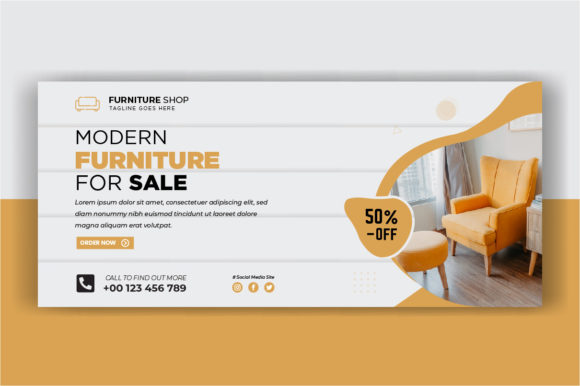 FURNITURE SHOP
TAGLINE GOES HERE
MODERN
FURNITURE
FOR SALE
Lorem ipsum dolor sit amet, consectetuer adipiscing elit, sed
diam nonummy nibh euismod tincidunt ut laoreet dolore magna
aliquam erat volutpat.
ORDER NOW
50%
-OFF
CALL TO FIND OUT MORE
+00 123 456 789
#Social Media Site